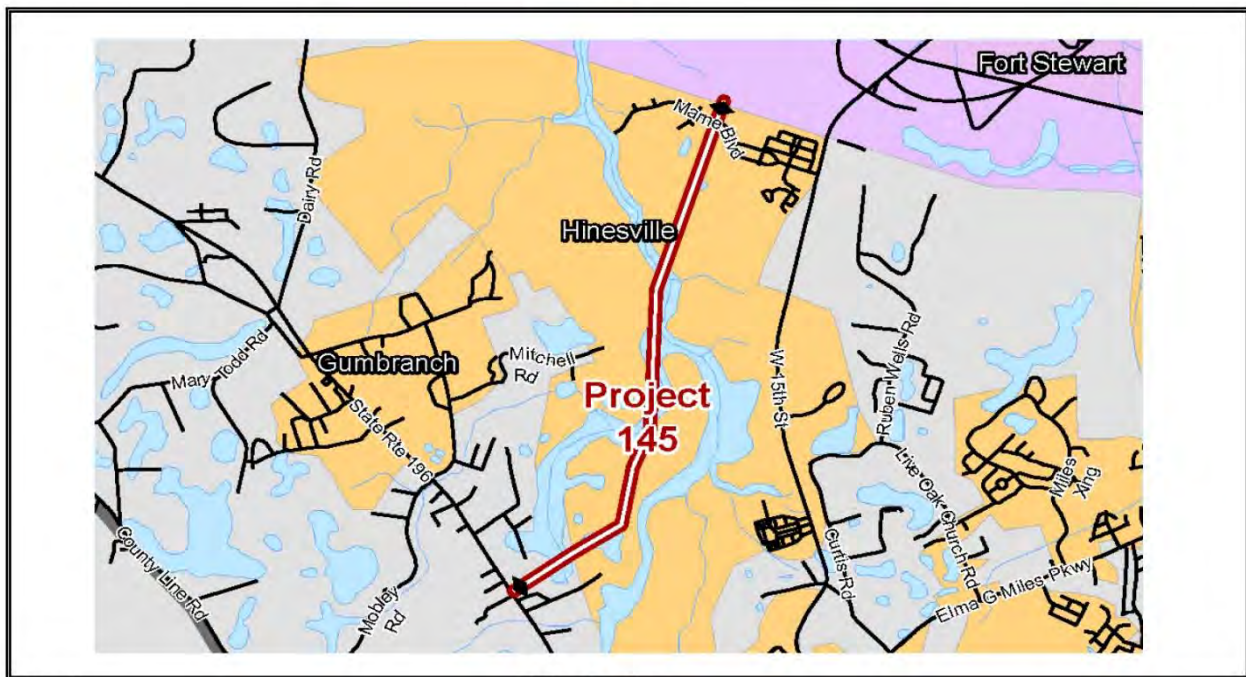 Fort Stewart
Marne Blvd
Dairy Rd
Hinesville
Mary Todd Rd
Gumbranch
Mitchell
Rd
State Rte 196
Project
145
W 15th St
Ruben Wells Rd
Live Oak Church Rd
Miles
Xing
County Line Rd
Mobley
Rd
Curtis Rd
Elma G Miles Pkwy